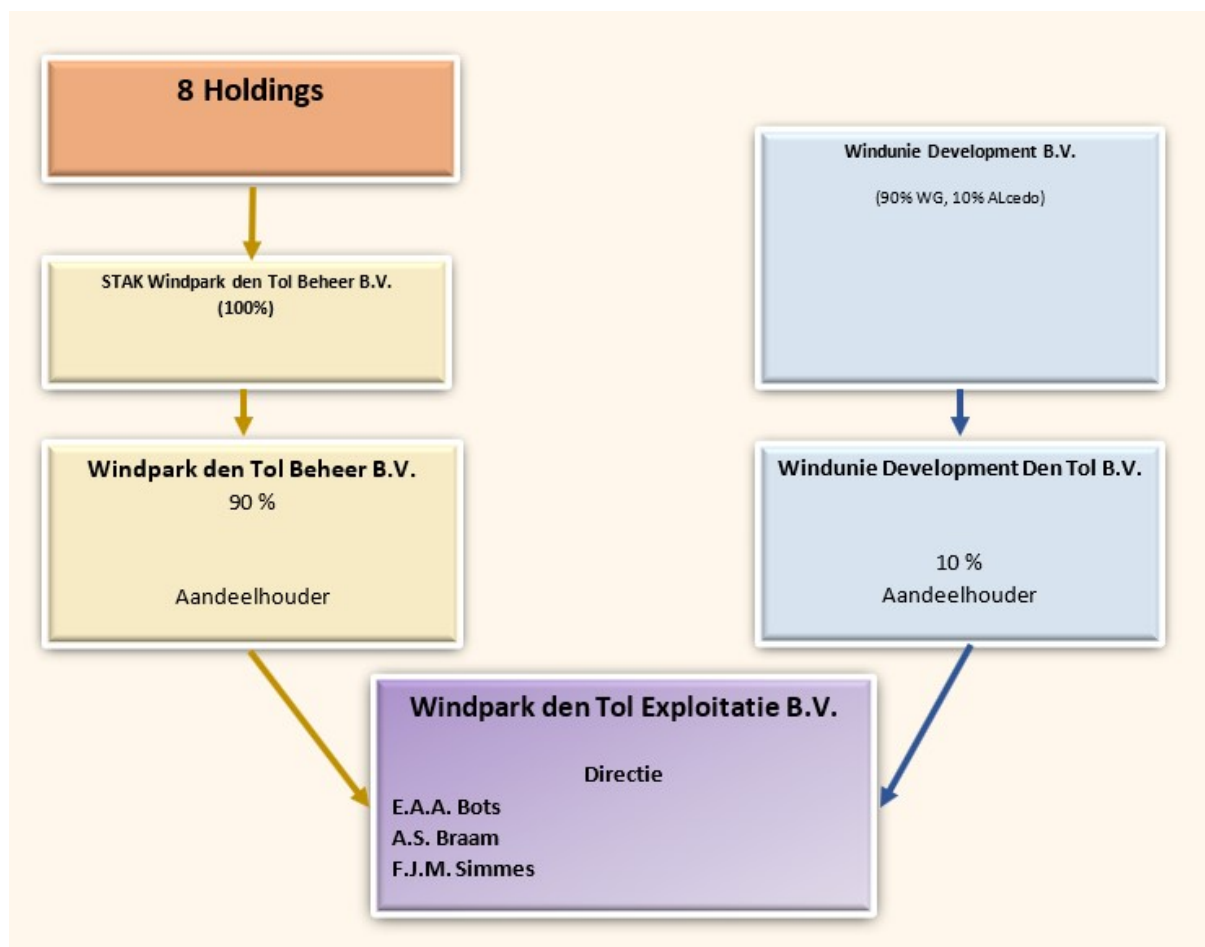 8 Holdings
STAK Windpark den Tol Beheer B.V.
(100%)
Windpark den Tol Beheer B.V.
90 %
Aandeelhouder
Windunie Development B.V.
(90% WG, 10% ALcedo)
Windunie Development Den Tol B.V.
10 %
Aandeelhouder
Windpark den Tol Exploitatie B.V.
Directie
E.A.A. Bots
A.S. Braam
F.J.M. Simmes